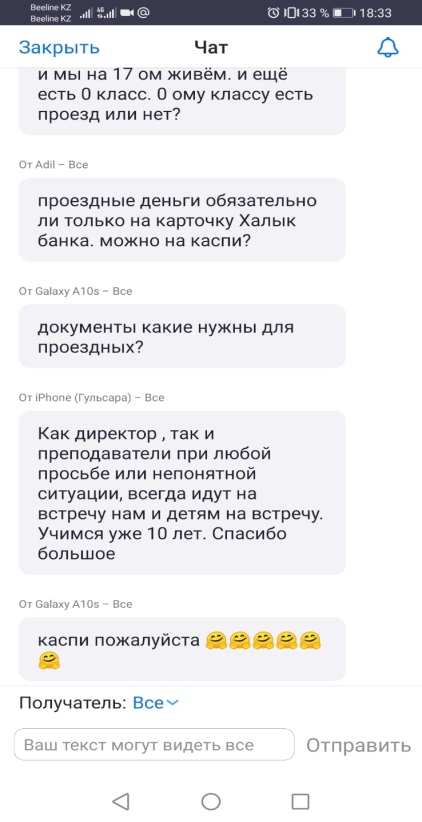 Beeline KZ
Beeline KZ
4G
33 %
18:33
Закрыть
Чат
и мы на 17 ом живём. и ещё
есть 0 класс. 0 ому классу есть
проезд или нет?
От Adil – Все
проездные деньги обязательно
ли только на карточку Халык
банка. можно на каспи?
От Galaxy A10s – Все
документы какие нужны для
проездных?
От iPhone (Гульсара) – Все
Как директор , так и
преподаватели при любой
просьбе или непонятной
ситуации, всегда идут на
встречу нам и детям на встречу.
Учимся уже 10 лет. Спасибо
большое
От Galaxy A10s – Все
каспи пожалуйста 🤗🤗🤗🤗🤗
🤗
Получатель: Все
Ваш текст могут видеть все
Отправить